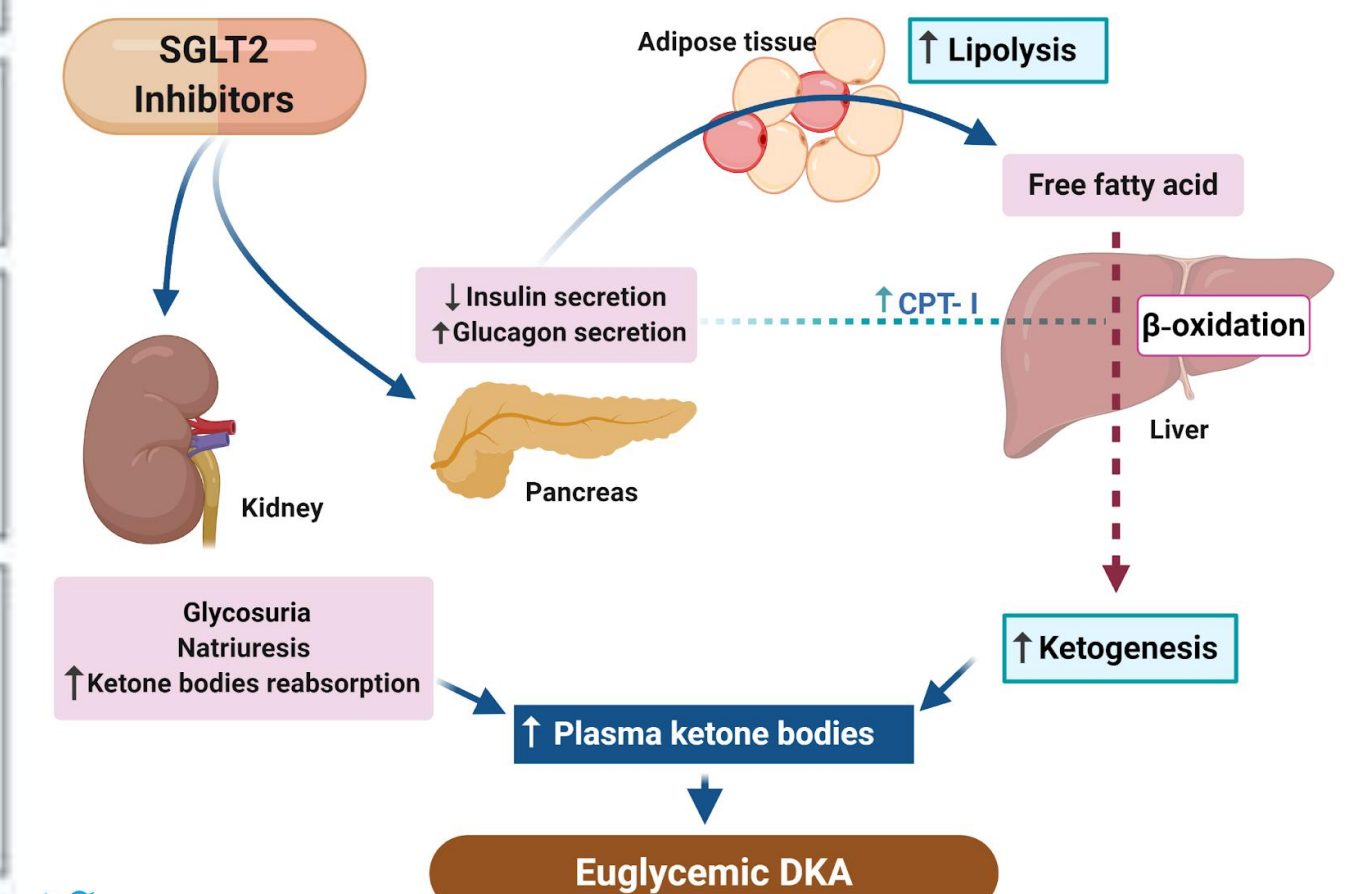 SGLT2
Inhibitors
Adipose tissue
↑ Lipolysis
Free fatty acid
↓ Insulin secretion
↑ Glucagon secretion
↑ CPT- I
β-oxidation
Liver
Kidney
Pancreas
Glycosuria
Natriuresis
↑ Ketone bodies reabsorption
↑ Ketogenesis
↑ Plasma ketone bodies
Euglycemic DKA